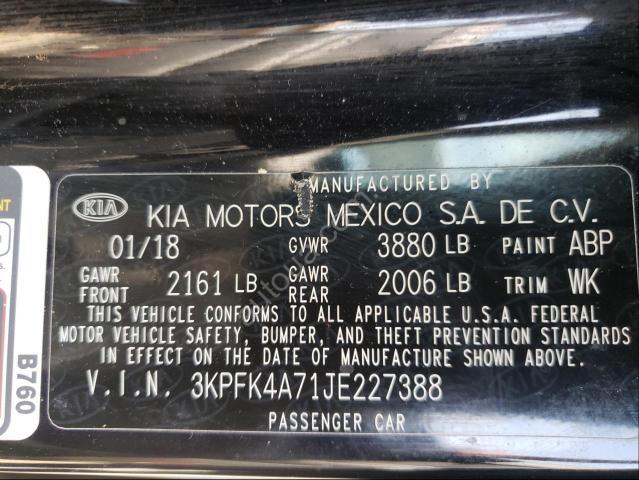 MANUFACTURED BY
KIA KIA MOTORS MEXICO S.A. DE C.V.
01/18 GVWR 3880 LB PAINT ABP
GAWR FRONT 2161 LB GAWR REAR 2006 LB TRIM WK
THIS VEHICLE CONFORMS TO ALL APPLICABLE U.S.A. FEDERAL
MOTOR VEHICLE SAFETY, BUMPER, AND THEFT PREVENTION STANDARDS
IN EFFECT ON THE DATE OF MANUFACTURE SHOWN ABOVE.
V.I.N. 3KPFK4A71JE227388
PASSENGER CAR
B760